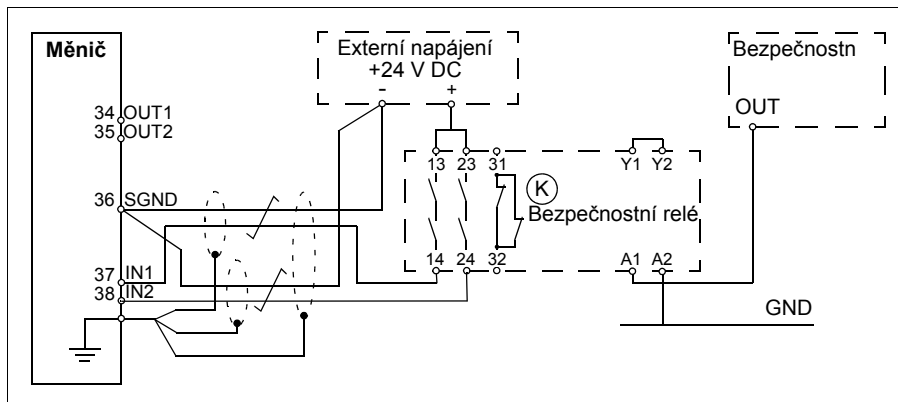 Měnič
Externí napájení
+24 V DC
- +
Bezpečnostn
OUT
34 OUT1
35 OUT2
13 23 31
Y1 Y2
K
Bezpečnostní relé
36 SGND
14 24 32
A1 A2
37 IN1
38 IN2
GND